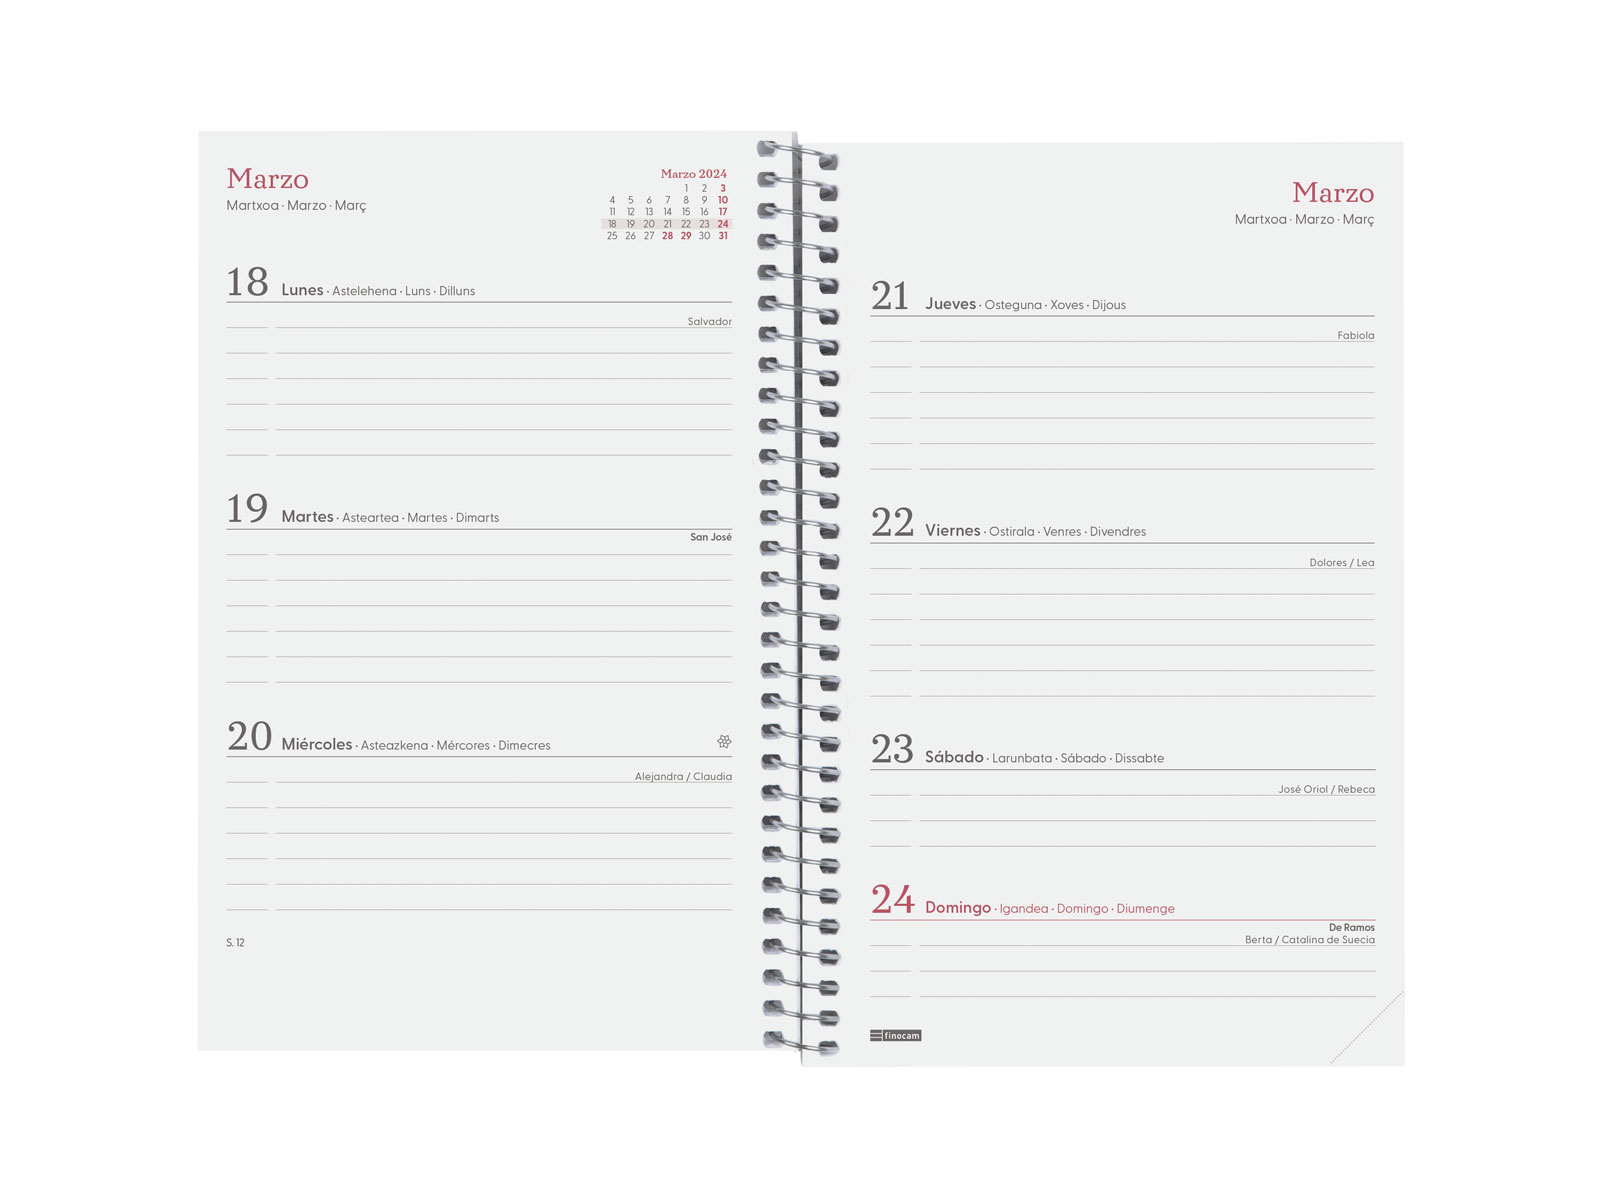 Marzo
Martxoa · Marzo · Març
Marzo 2024
1 2 3
4 5 6 7 8 9 10
11 12 13 14 15 16 17
18 19 20 21 22 23 24
25 26 27 28 29 30 31
18 Lunes · Astelehena · Luns · Dilluns
Salvador
19 Martes · Asteartea · Martes · Dimarts
San José
20 Miércoles · Asteazkena · Mércores · Dimecres
Alejandra / Claudia
S. 12
Marzo
Martxoa · Marzo · Març
21 Jueves · Osteguna · Xoves · Dijous
Fabiola
22 Viernes · Ostirala · Venres · Divendres
Dolores / Lea
23 Sábado · Larunbata · Sábado · Dissabte
José Oriol / Rebeca
24 Domingo · Igandea · Domingo · Diumenge
De Ramos
Berta / Catalina de Suecia
finocam